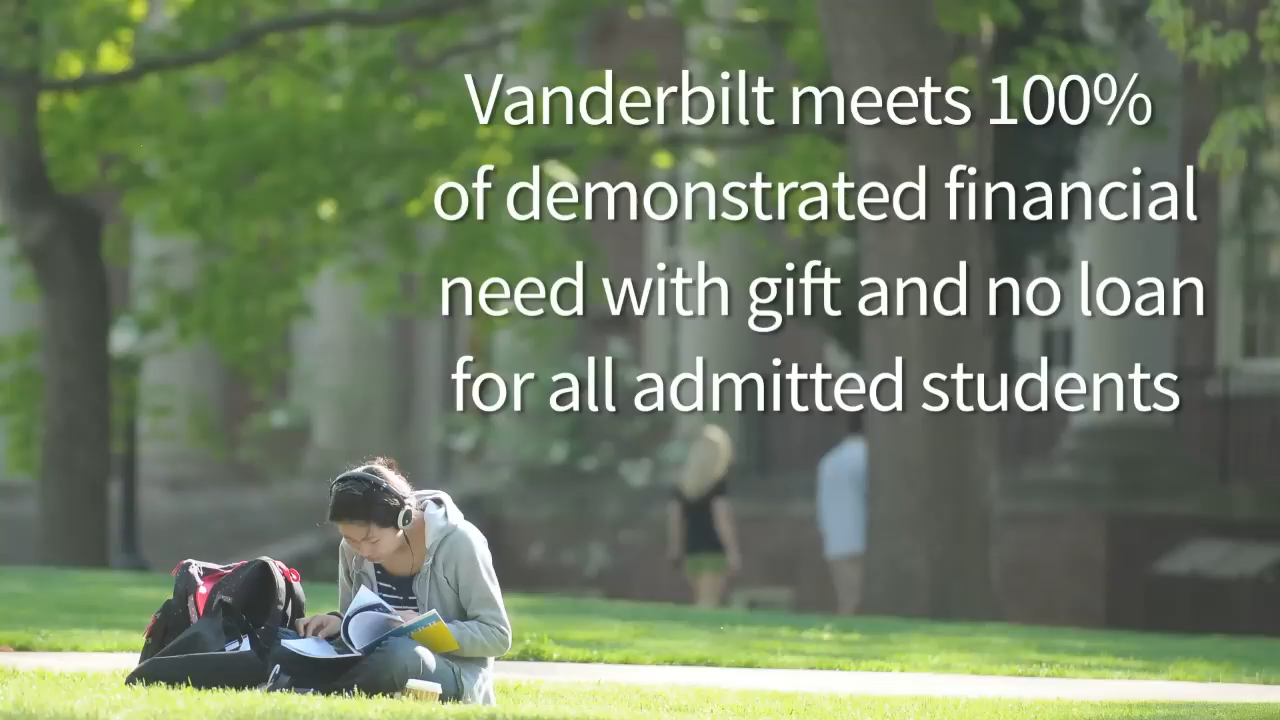 Vanderbilt meets 100%
of demonstrated financial
need with gift and no loan
for all admitted students